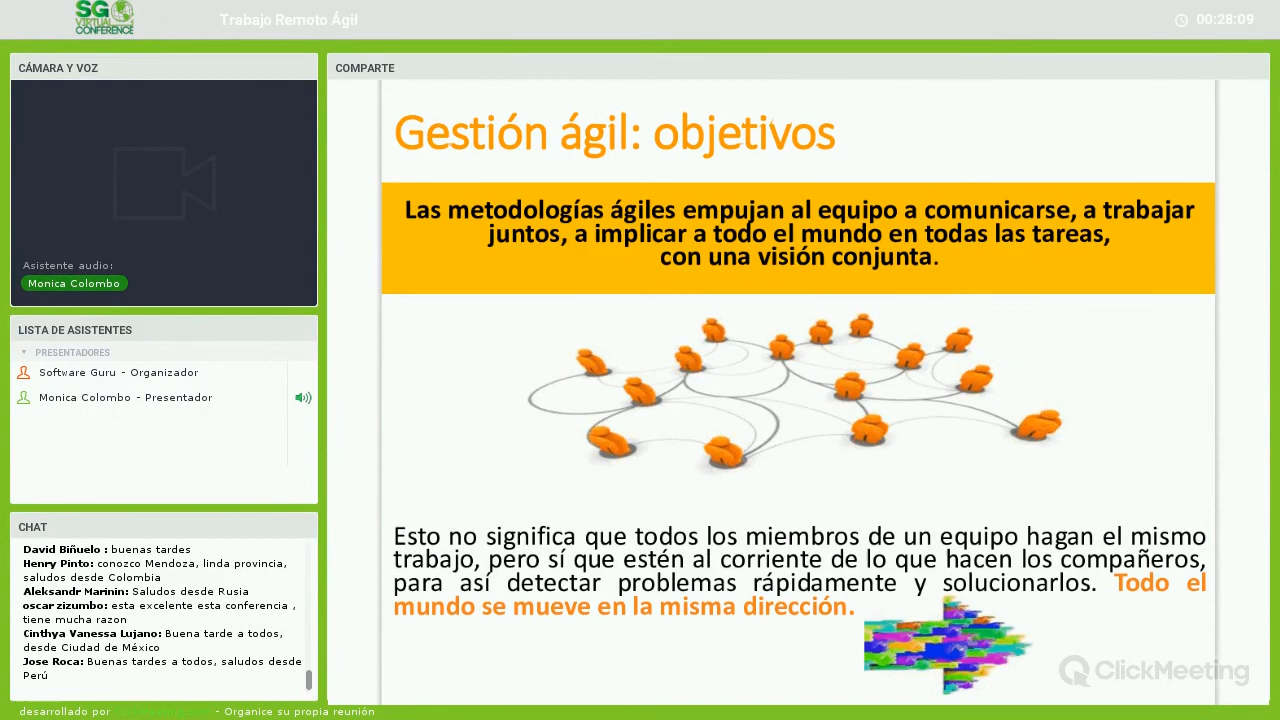 SG
VIRTUAL
CONFERENCE
Trabajo Remoto Ágil
00:28:09
CÁMARA Y VOZ
Asistente audio:
Monica Colombo
LISTA DE ASISTENTES
PRESENTADORES
Software Guru - Organizador
Monica Colombo - Presentador
CHAT
David Biñuelo : buenas tardes
Henry Pinto: conozco Mendoza, linda provincia,
saludos desde Colombia
Aleksandr Marinin: Saludos desde Rusia
oscar zizumbo: esta excelente esta conferencia ,
tiene mucha razon
Cinthya Vanessa Lujano: Buena tarde a todos,
desde Ciudad de México
Jose Roca: Buenas tardes a todos, saludos desde
Perú
COMPARTE
Gestión ágil: objetivos
Las metodologías ágiles empujan al equipo a comunicarse, a trabajar
juntos, a implicar a todo el mundo en todas las tareas,
con una visión conjunta.
Esto no significa que todos los miembros de un equipo hagan el mismo
trabajo, pero sí que estén al corriente de lo que hacen los compañeros,
para así detectar problemas rápidamente y solucionarlos. Todo el
mundo se mueve en la misma dirección.
ClickMeeting
desarrollado por - Organice su propia reunión